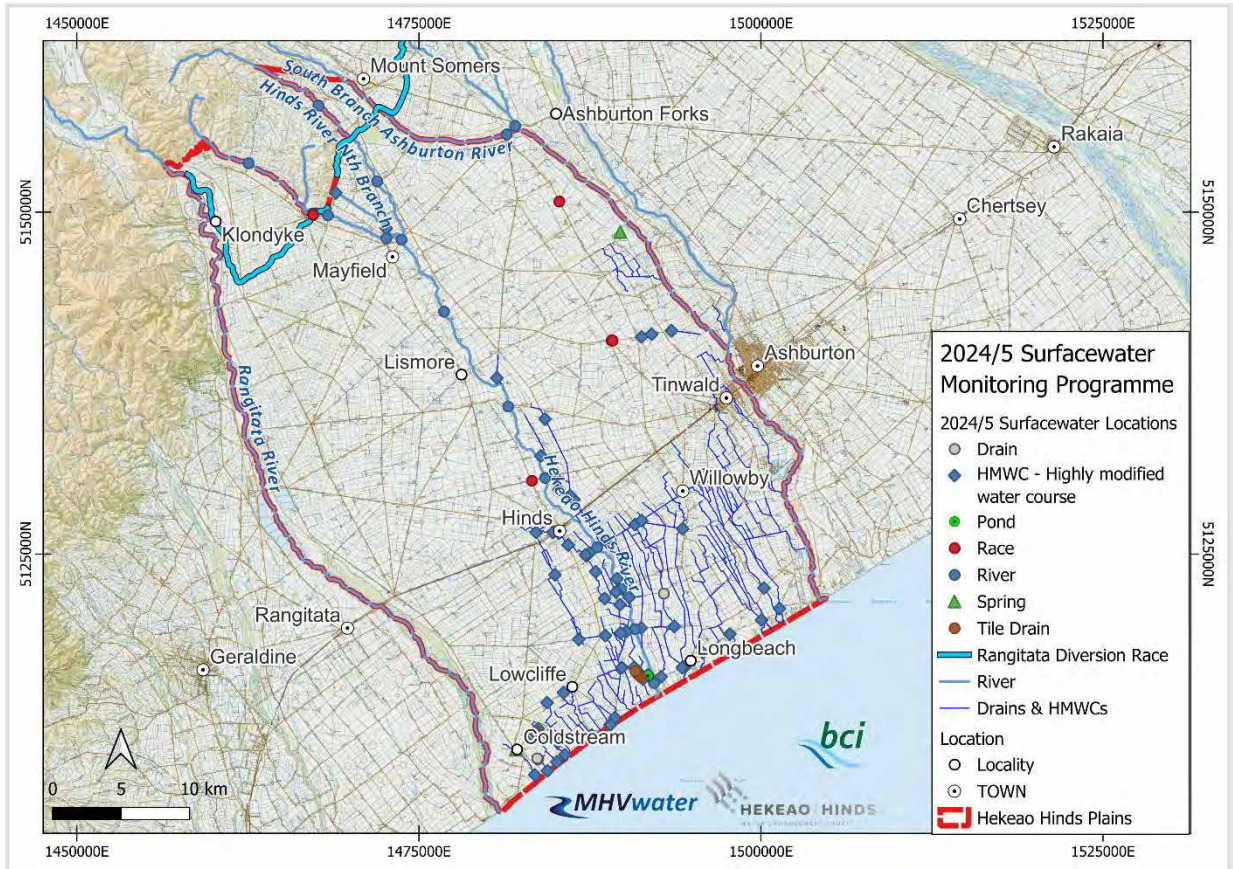 1450000E
1475000E
1500000E
1525000E
Mount Somers
South Branch Ashburton River
Hinds River Nth Branch
Ashburton Forks
Rakaia
5150000N
5150000N
Klondyke
Chertsey
Mayfield
Lismore
Ashburton
Tinwald
Rangitata River
Hekeao Hinds River
Willowby
Hinds
5125000N
5125000N
Rangitata
Geraldine
Longbeach
Lowcliffe
Coldstream
0 5 10 km
MHVwater
HEKEAO HINDS
bci
2024/5 Surfacewater
Monitoring Programme
2024/5 Surfacewater Locations
Drain
HMWC - Highly modified
water course
Pond
Race
River
Spring
Tile Drain
Rangitata Diversion Race
River
Drains & HMWCs
Location
Locality
TOWN
Hekeao Hinds Plains
1450000E
1475000E
1500000E
1525000E